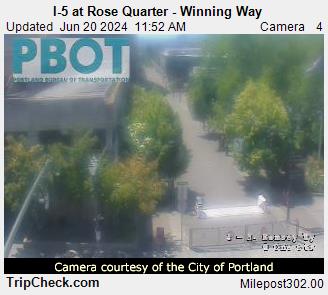 I-5 at Rose Quarter - Winning Way
Updated Jun 20 2024 11:52 AM Camera 4
PBOT
PORTLAND BUREAU OF TRANSPORTATION
Camera courtesy of the City of Portland
TripCheck.com Milepost302.00